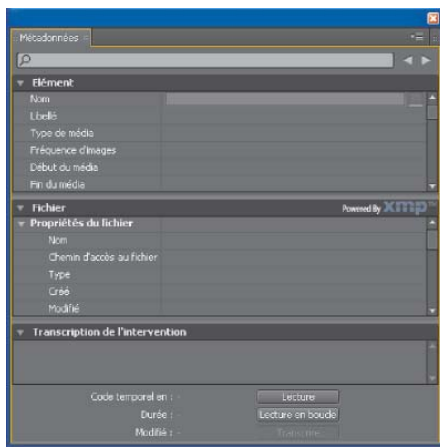 Métadonnées
Elément
Nom
Libellé
Type de média
Fréquence d'images
Début du média
Fin du média
Fichier Powered By xmp
Propriétés du fichier
Nom
Chemin d'accès au fichier
Type
Créé
Modifié
Transcription de l'intervention
Code temporel en : - Lecture
Durée : - Lecture en boucle
Modifié : - Transcrire